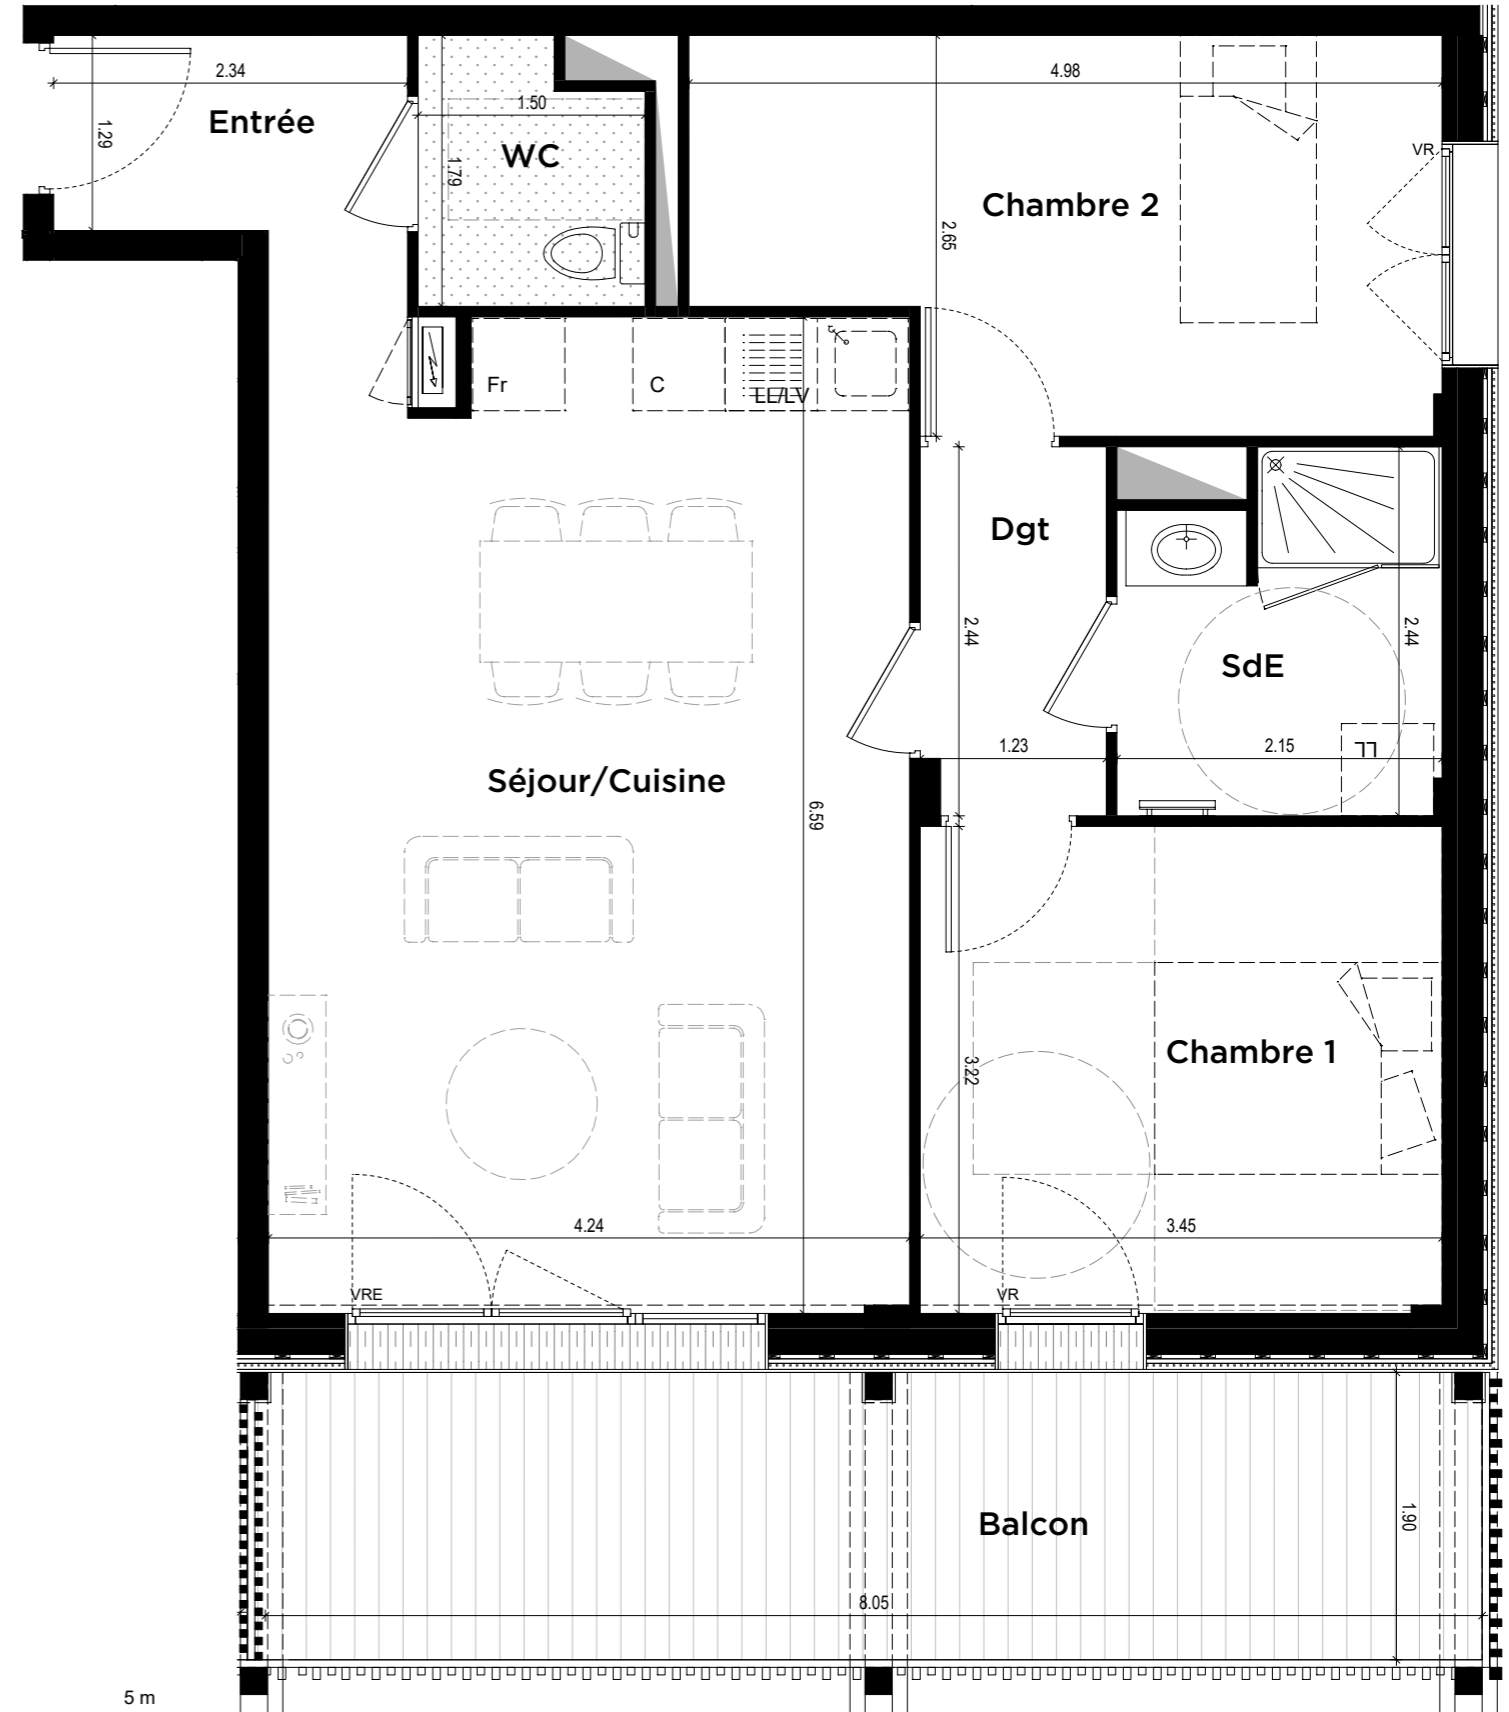 2.34
4.98
Entrée
1.50
1.29
WC
VR
1.79
Chambre 2
2.65
Fr
C
LL/LV
Dgt
2.44
2.44
SdE
1.23
2.15
LL
Séjour/Cuisine
6.59
Chambre 1
3.22
4.24
3.45
VRE
VR
Balcon
1.90
8.05
5 m